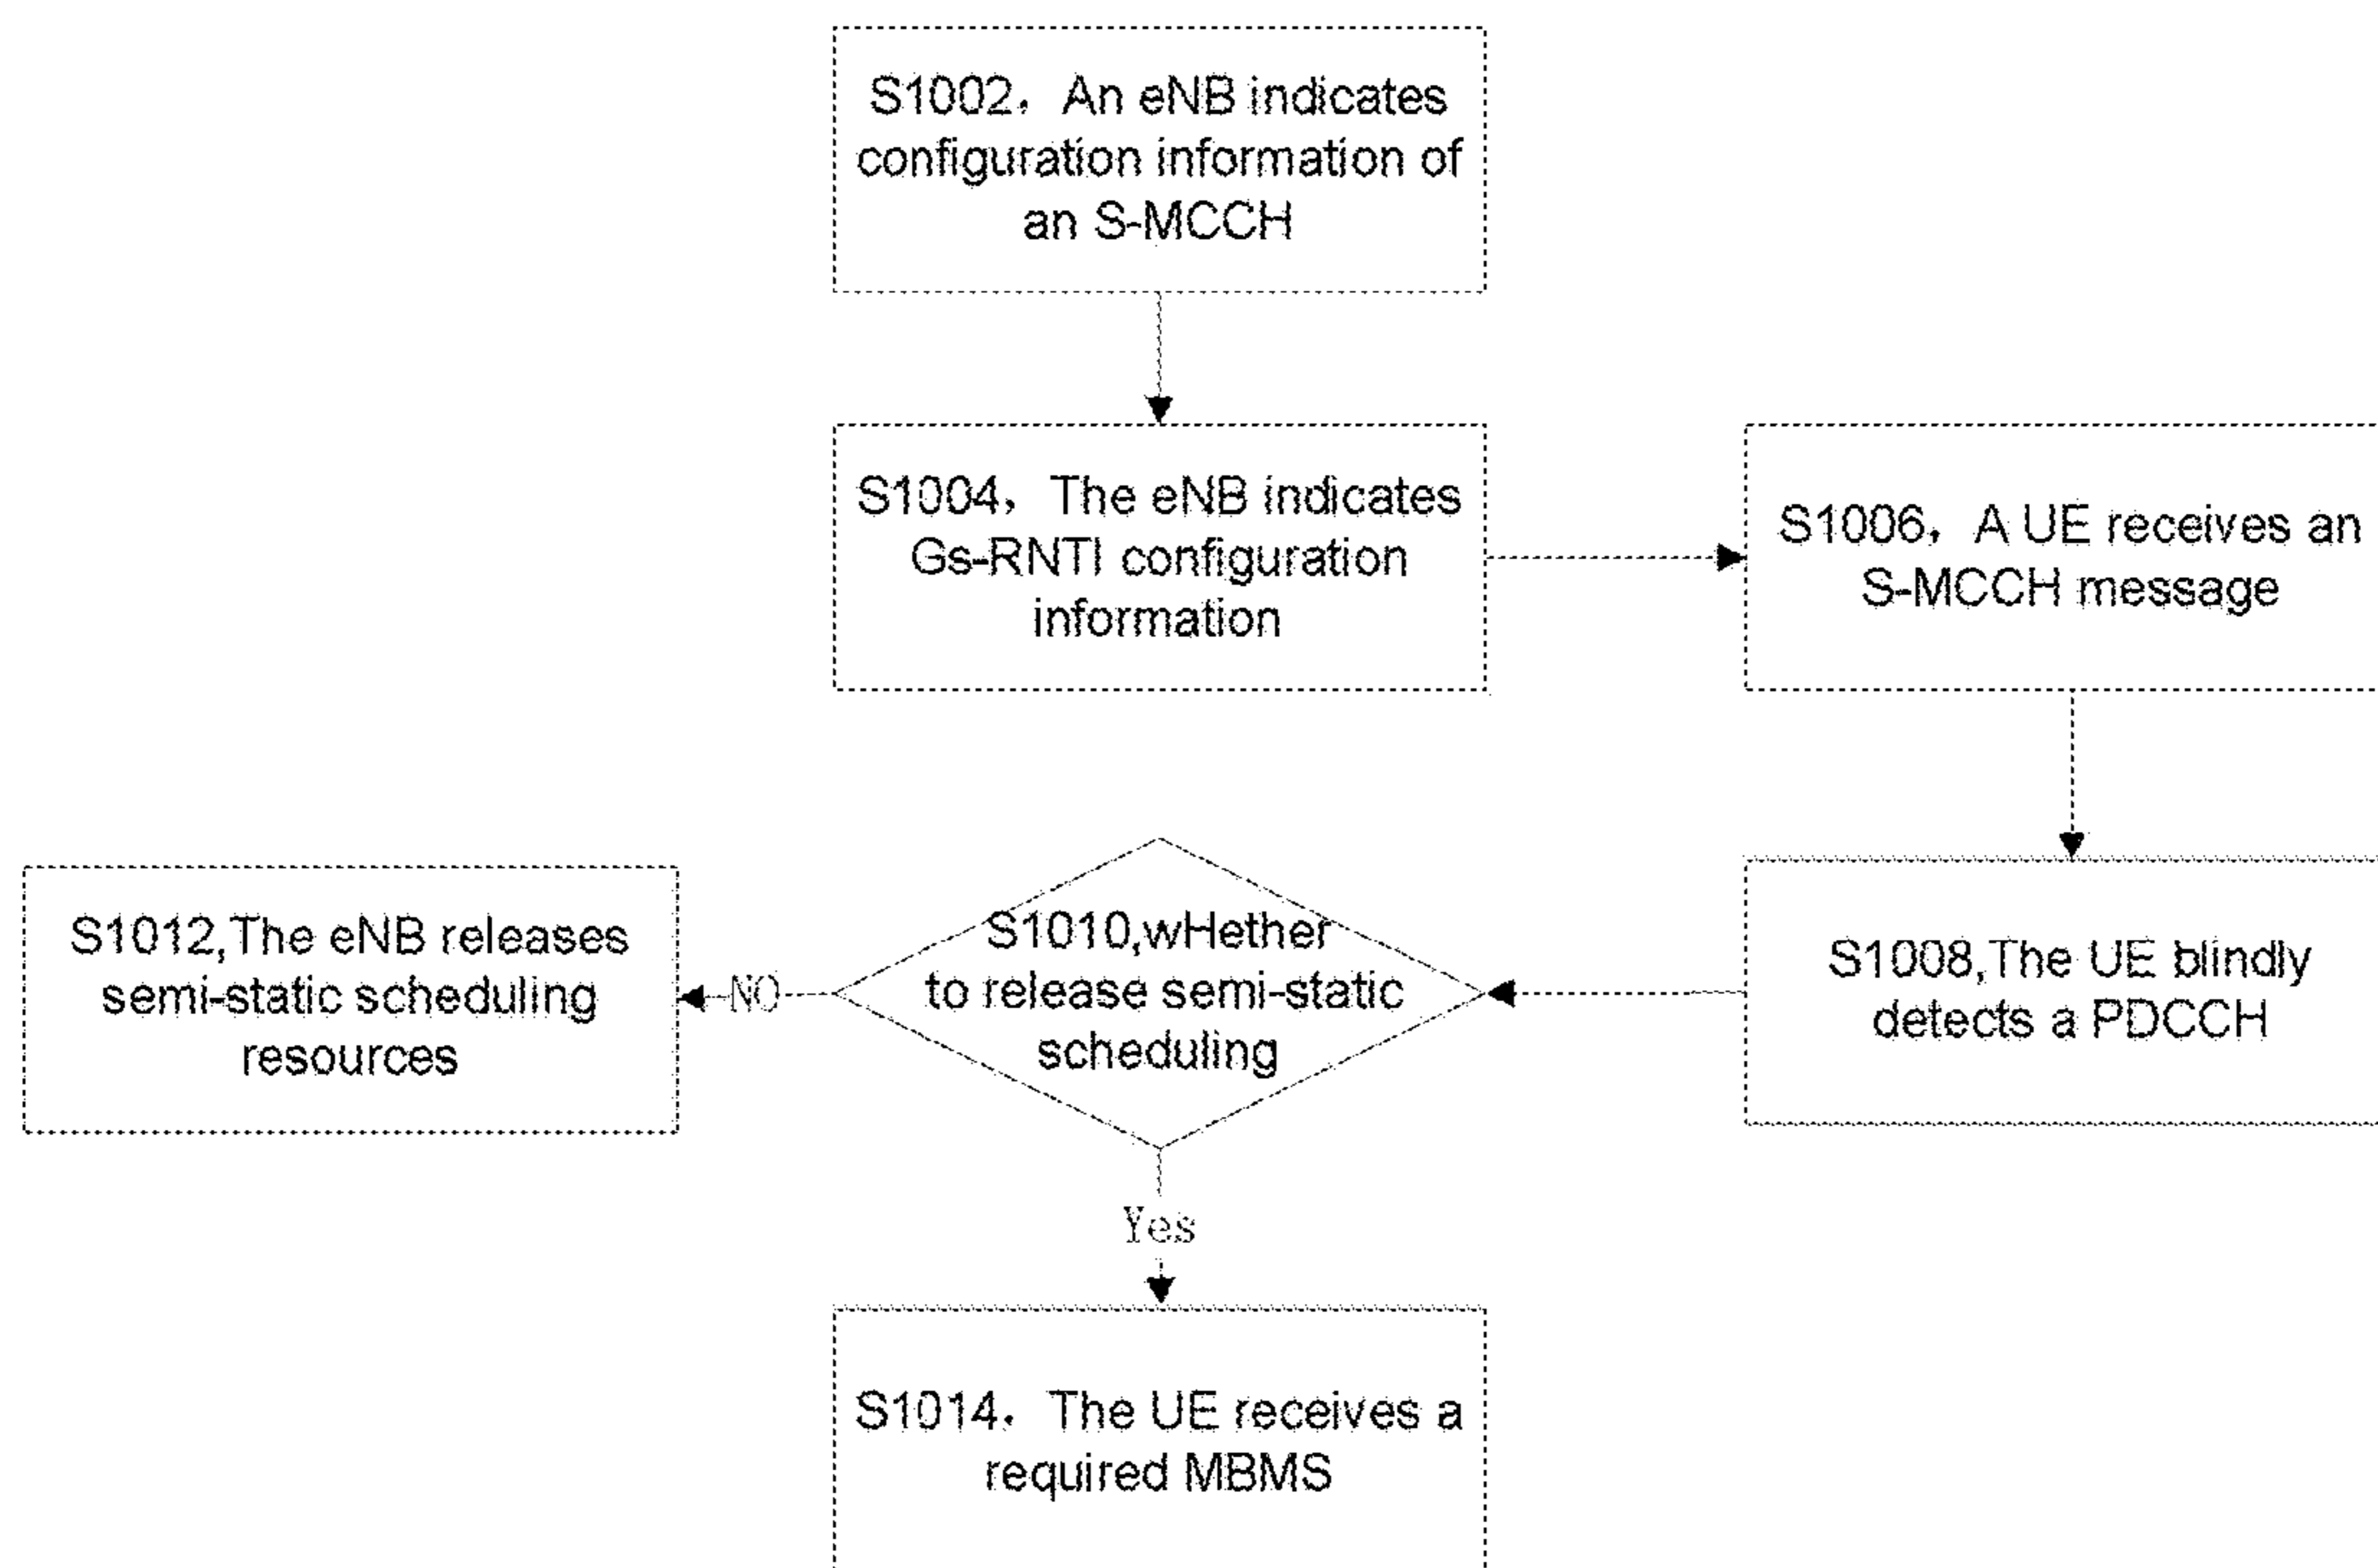 S1002, An eNB indicates
configuration information of
an S-MCCH
S1004, The eNB indicates
Gs-RNTI configuration
information
S1006, A UE receives an
S-MCCH message
S1008,The UE blindly
detects a PDCCH
S1010,wHether
to release semi-static
scheduling
NO
S1012,The eNB releases
semi-static scheduling
resources
Yes
S1014, The UE receives a
required MBMS